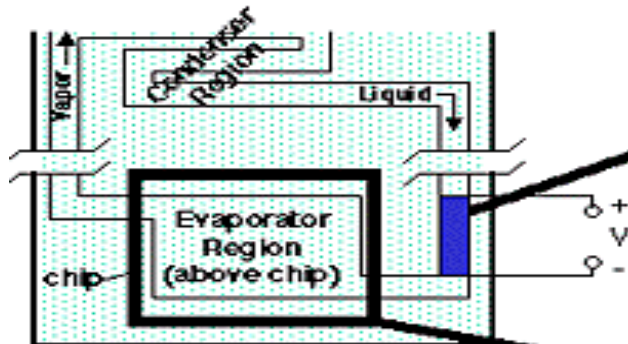 Condenser
Region
Vapor
Liquid
Evaporator
Region
(above chip)
chip
+
V
-